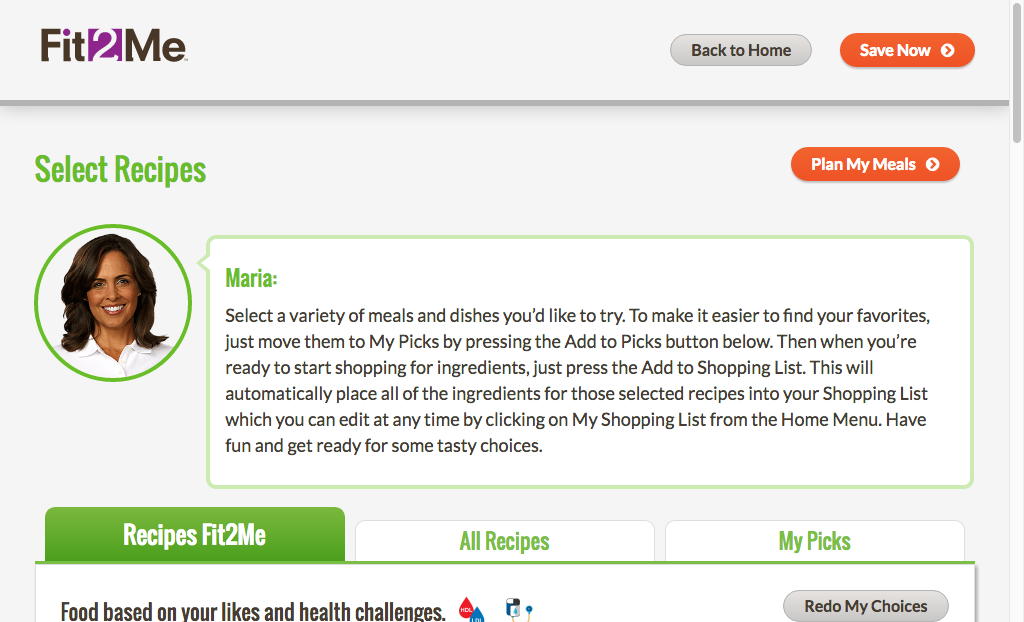 Fit2Me
Back to Home
Save Now
Select Recipes
Plan My Meals
Maria:
Select a variety of meals and dishes you’d like to try. To make it easier to find your favorites,
just move them to My Picks by pressing the Add to Picks button below. Then when you’re
ready to start shopping for ingredients, just press the Add to Shopping List. This will
automatically place all of the ingredients for those selected recipes into your Shopping List
which you can edit at any time by clicking on My Shopping List from the Home Menu. Have
fun and get ready for some tasty choices.
Recipes Fit2Me
All Recipes
My Picks
Food based on your likes and health challenges.
HDL
LDL
Redo My Choices